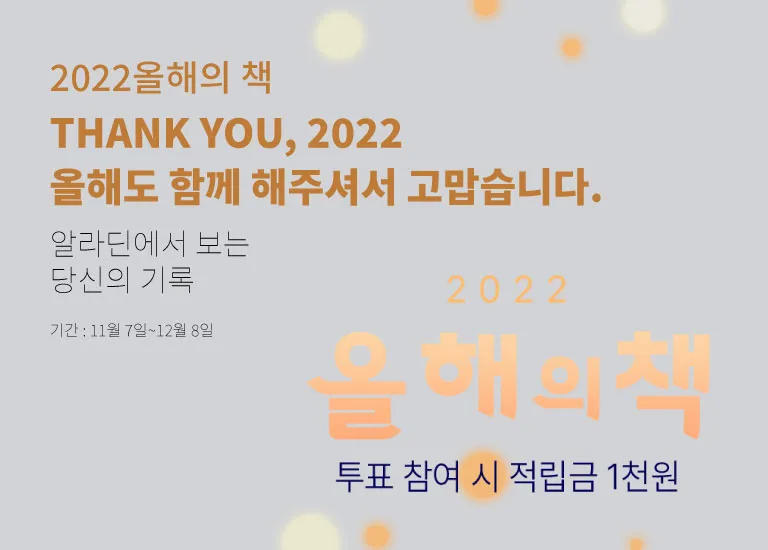 2022올해의 책
THANK YOU, 2022
올해도 함께 해주셔서 고맙습니다.
알라딘에서 보는
당신의 기록
기간 : 11월 7일~12월 8일
2022
올해의책
투표 참여 시 적립금 1천원